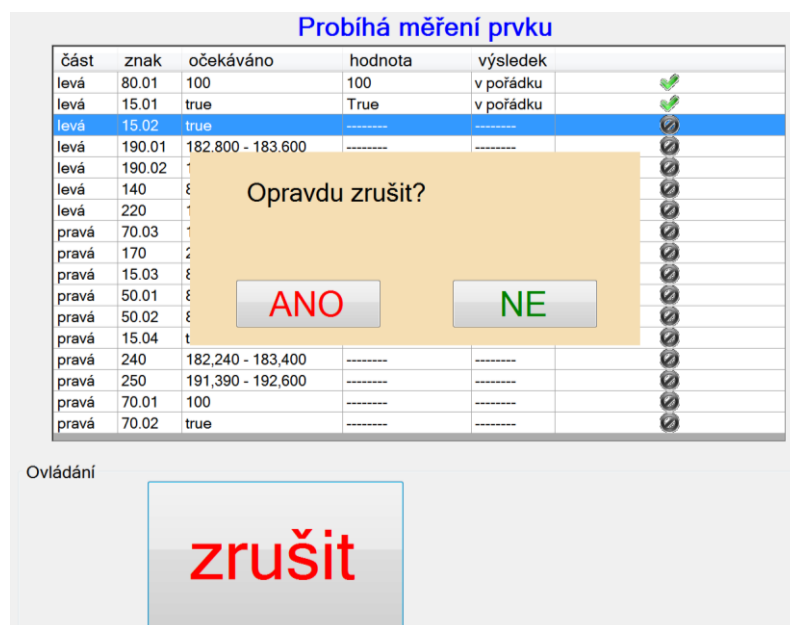 Probíhá měření prvku
část znak očekáváno hodnota výsledek
levá 80.01 100 100 v pořádku
levá 15.01 true True v pořádku
levá 15.02 true -------- --------
levá 190.01 182,800 - 183,600 -------- --------
levá 190.02
levá 140
levá 220
pravá 70.03
pravá 170
pravá 15.03
pravá 50.01
pravá 50.02
pravá 15.04
Opravdu zrušit?
ANO NE
pravá 240 182,240 - 183,400 -------- --------
pravá 250 191,390 - 192,600 -------- --------
pravá 70.01 100 -------- --------
pravá 70.02 true -------- --------
Ovládání
zrušit